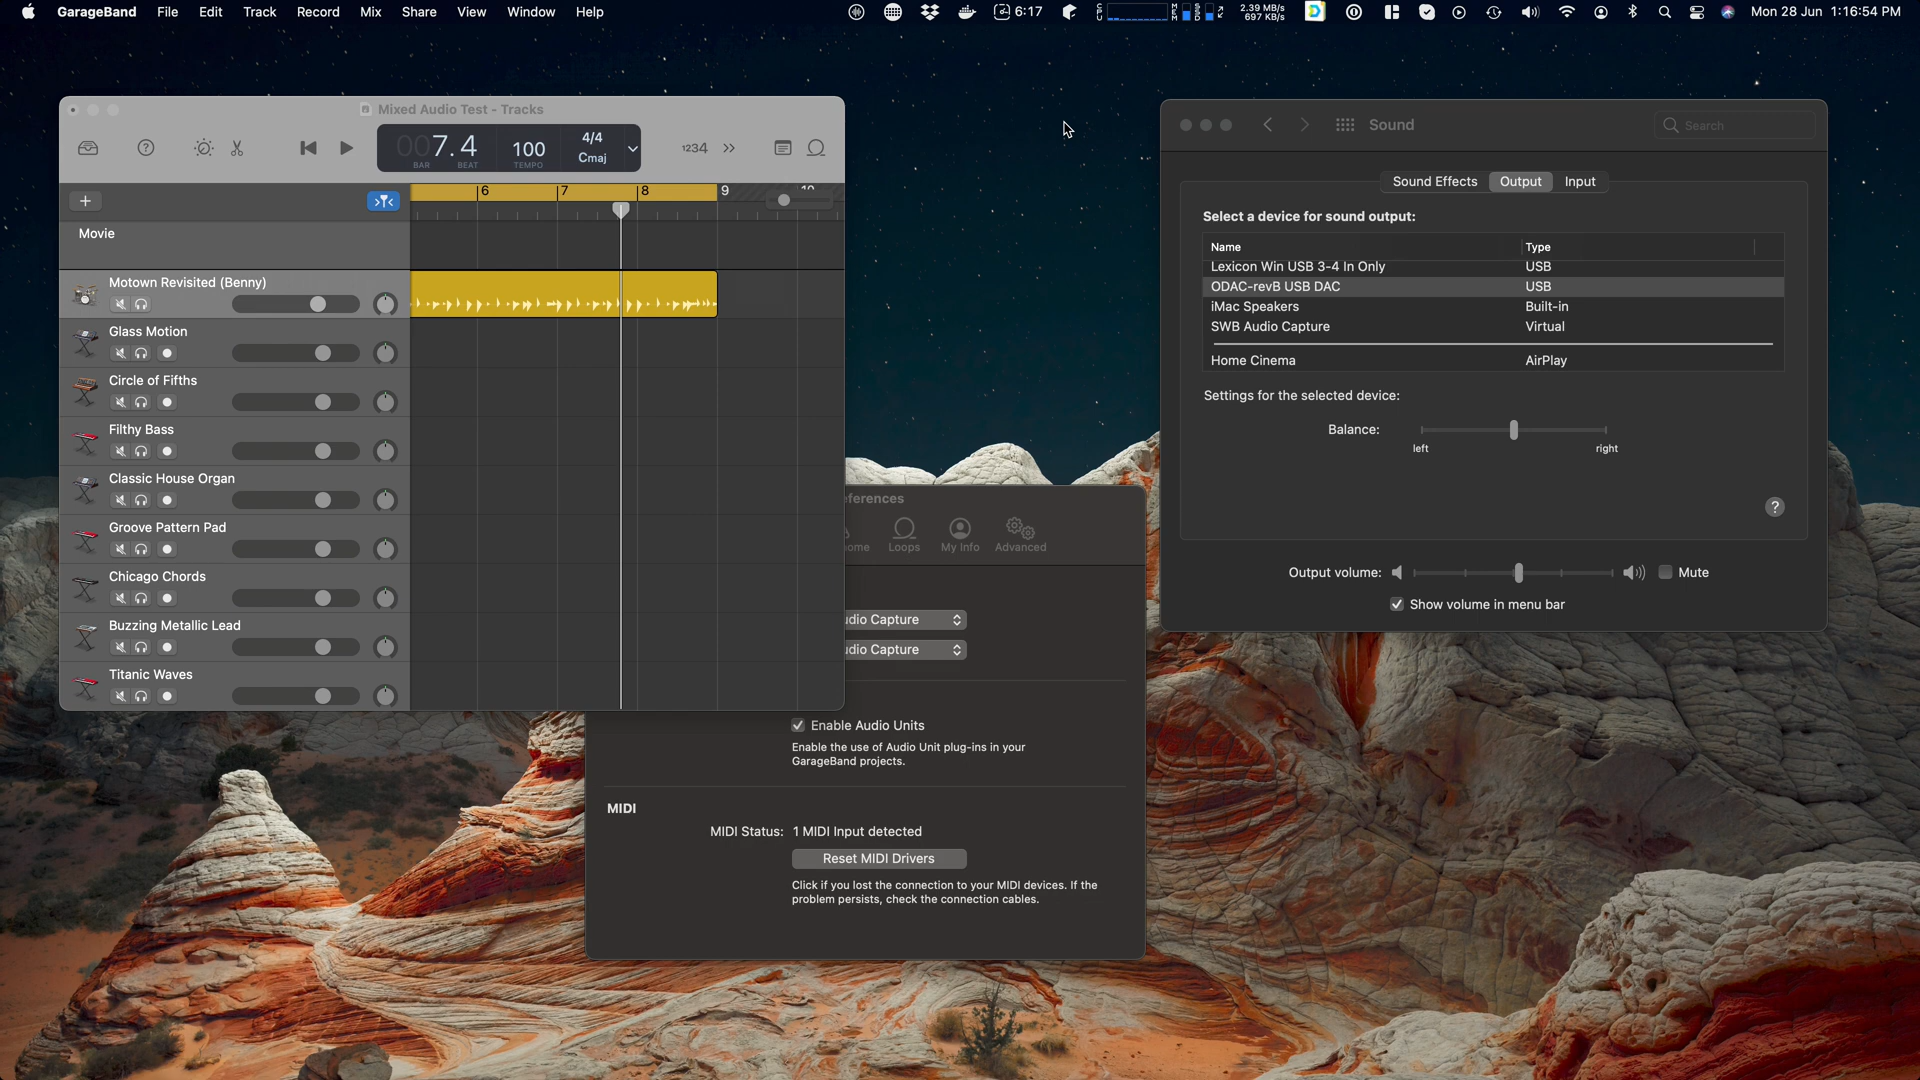 GarageBand File Edit Track Record Mix Share View Window Help
6:17 CPU MEM SSD 2.39 MB/s 697 KB/s Mon 28 Jun 1:16:54 PM
Mixed Audio Test - Tracks
007.4 100 4/4 Cmaj
BAR BEAT TEMPO
1234
6 7 8 9 10
Movie
Motown Revisited (Benny)
Glass Motion
Circle of Fifths
Filthy Bass
Classic House Organ
Groove Pattern Pad
Chicago Chords
Buzzing Metallic Lead
Titanic Waves
eferences
ome Loops My Info Advanced
udio Capture
udio Capture
Enable Audio Units
Enable the use of Audio Unit plug-ins in your
GarageBand projects.
MIDI
MIDI Status: 1 MIDI Input detected
Reset MIDI Drivers
Click if you lost the connection to your MIDI devices. If the
problem persists, check the connection cables.
Sound
Search
Sound Effects Output Input
Select a device for sound output:
Name Type
Lexicon Win USB 3-4 In Only USB
ODAC-revB USB DAC USB
iMac Speakers Built-in
SWB Audio Capture Virtual
Home Cinema AirPlay
Settings for the selected device:
Balance:
left right
?
Output volume: Mute
Show volume in menu bar